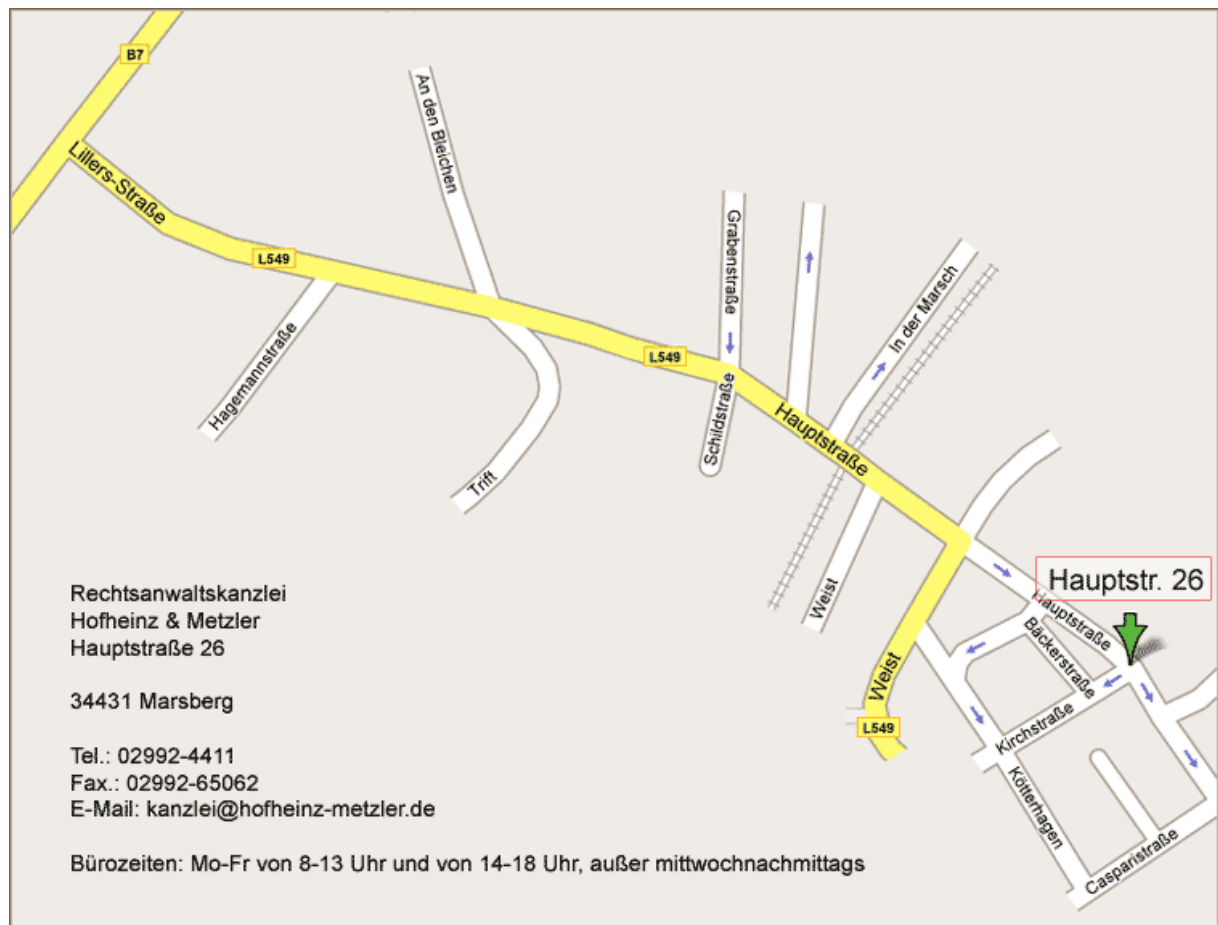 B7
Lillers-Straße
L549
An den Bleichen
Hagemannstraße
Trift
Grabenstraße
L549
Schildstraße
Hauptstraße
In der Marsch
Weist
Hauptstr. 26
Hauptstraße
Bäckerstraße
Weist
L549
Kirchstraße
Kötterhagen
Casparistraße
Rechtsanwaltskanzlei
Hofheinz & Metzler
Hauptstraße 26
34431 Marsberg
Tel.: 02992-4411
Fax.: 02992-65062
E-Mail: kanzlei@hofheinz-metzler.de
Bürozeiten: Mo-Fr von 8-13 Uhr und von 14-18 Uhr, außer mittwochnachmittags